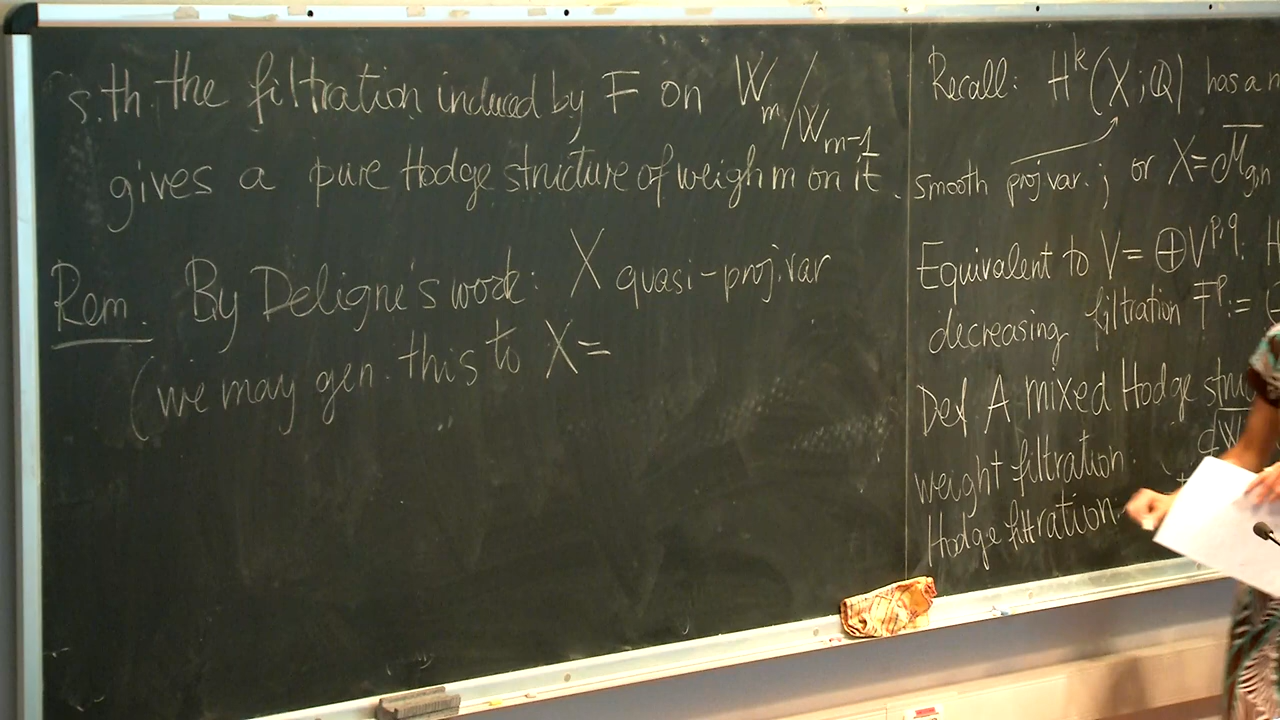 s.th. the filtration induced by F on W_m/W_{m-1}
gives a pure Hodge structure of weigh m on it.
Rem. By Deligne's work: X quasi-proj.var
(we may gen. this to X=
Recall: H^k(X;Q) has a
smooth proj var. ; or X= \overline{M}_{g,n}
Equivalent to V= ⊕V^{p,q}.
decreasing filtration F^p :=
Def A mixed Hodge
weight filtration.
Hodge filtration: